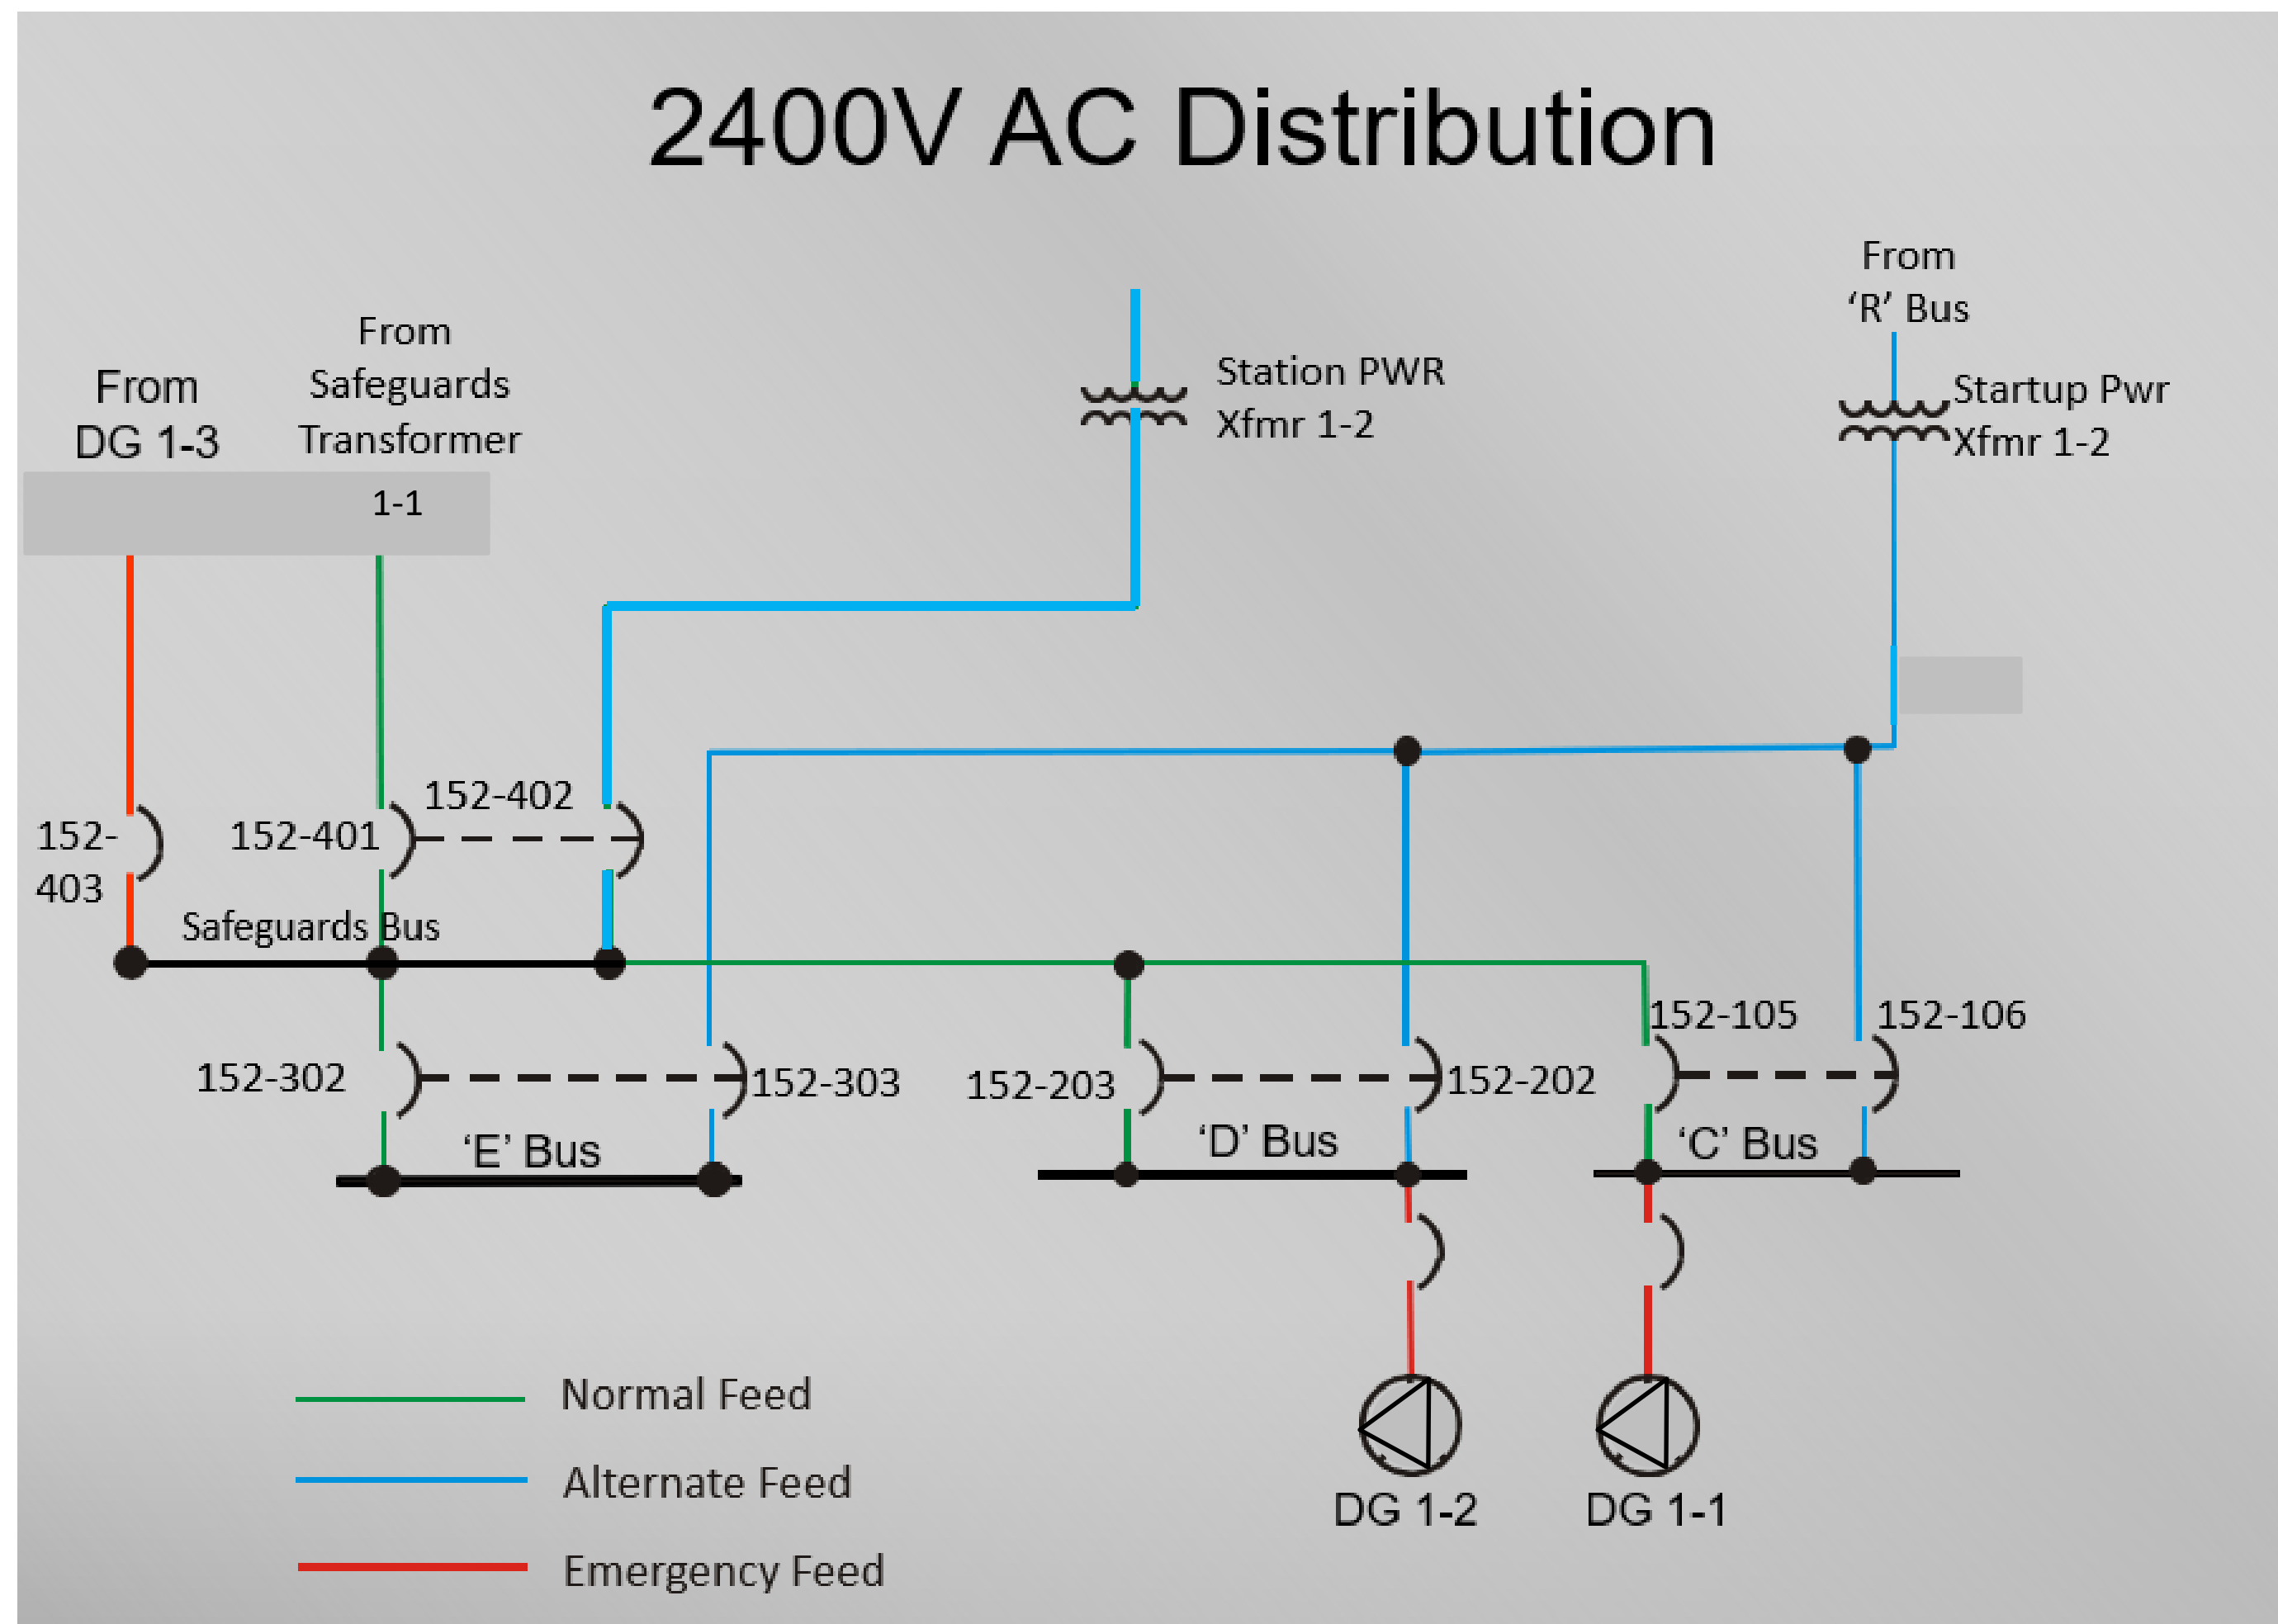 2400V AC Distribution
From
‘R’ Bus
From
Safeguards
Transformer
1-1
From
DG 1-3
Station PWR
Xfmr 1-2
Startup Pwr
Xfmr 1-2
152-402
152-
403
152-401
Safeguards Bus
152-105
152-106
152-302
152-303
152-203
152-202
‘E’ Bus
‘D’ Bus
‘C’ Bus
Normal Feed
Alternate Feed
Emergency Feed
DG 1-2
DG 1-1